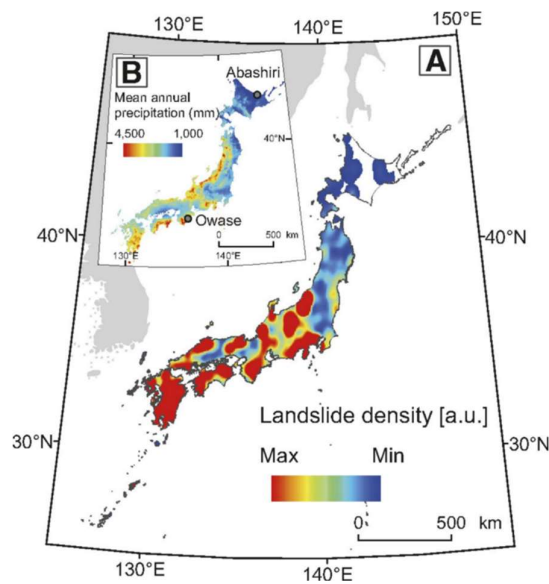 130°E
140°E
150°E
B
A
Abashiri
Mean annual
precipitation (mm)
4,500
1,000
40°N
Owase
0
500
km
130°E
140°E
40°N
40°N
Landslide density [a.u.]
Max
Min
30°N
30°N
0
500
km
130°E
140°E